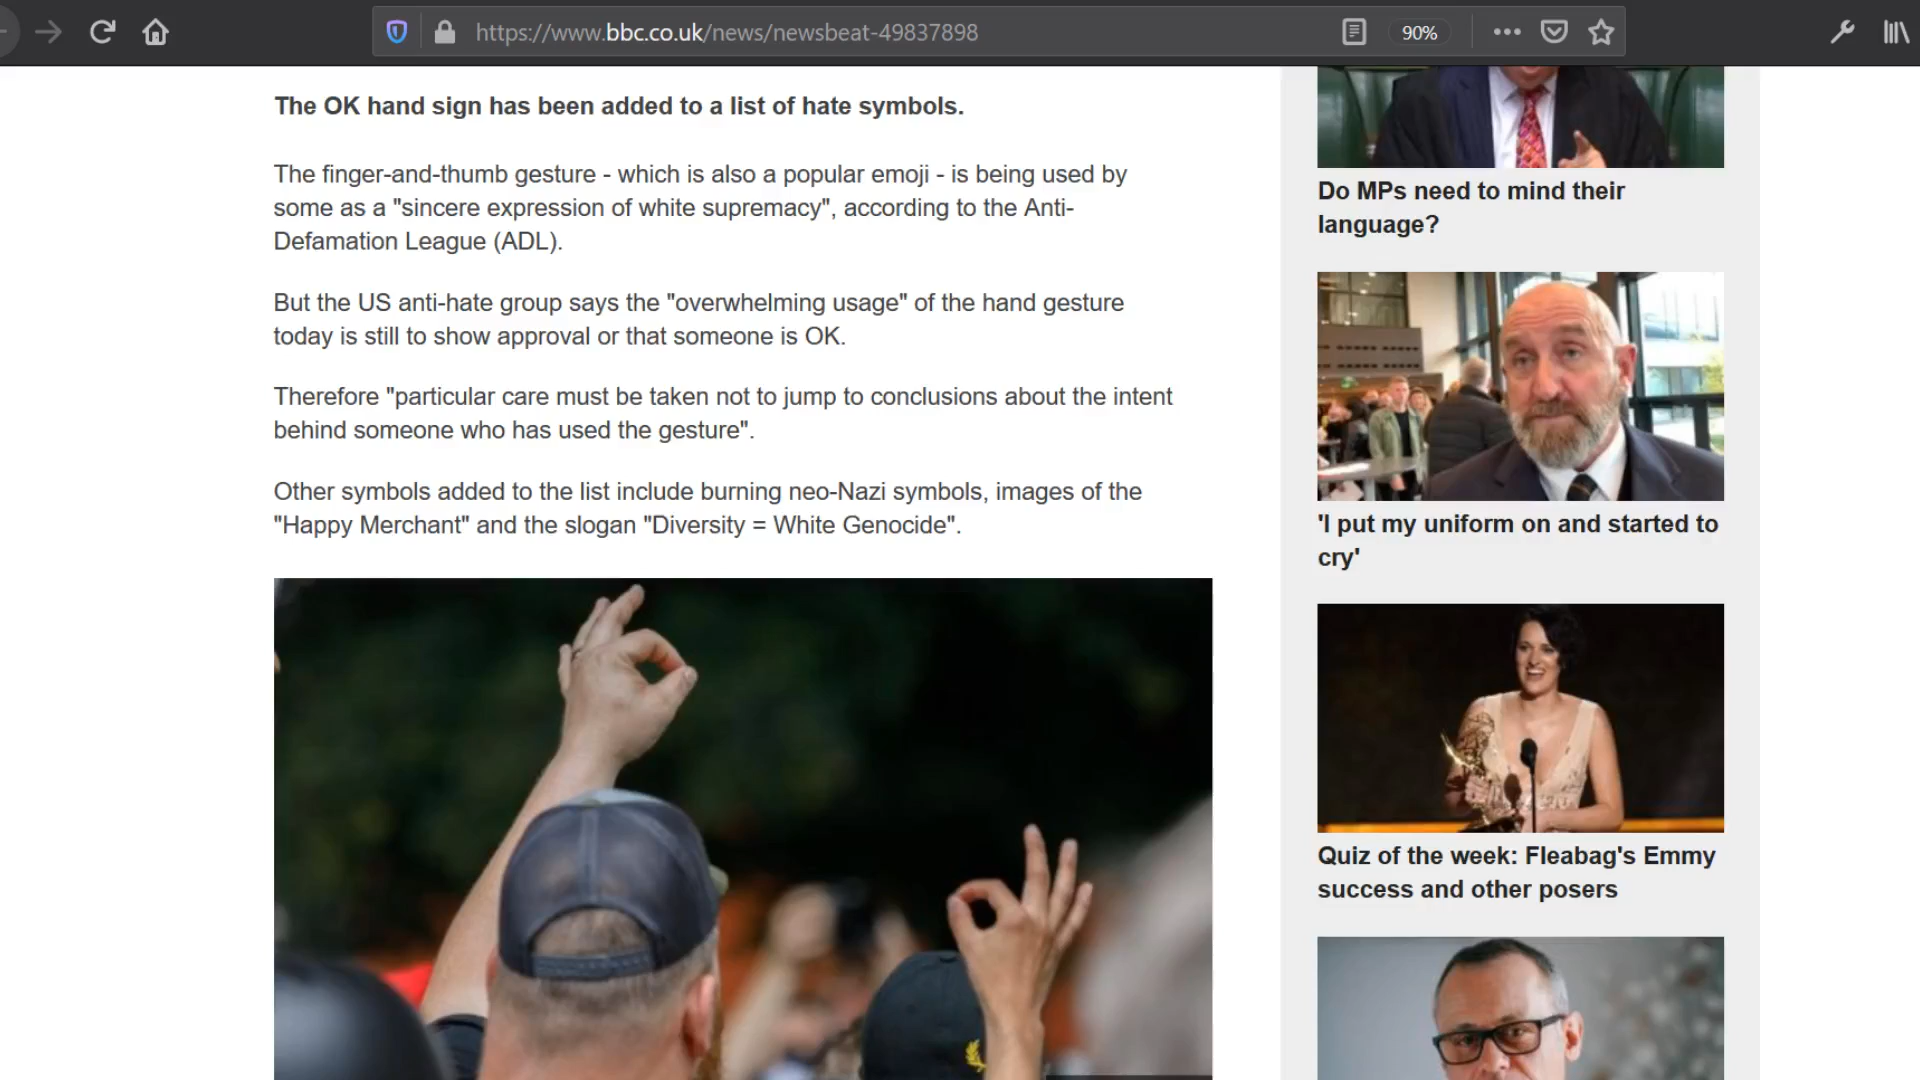 https://www.bbc.co.uk/news/newsbeat-49837898
90%
The OK hand sign has been added to a list of hate symbols.
The finger-and-thumb gesture - which is also a popular emoji - is being used by
some as a "sincere expression of white supremacy", according to the Anti-
Defamation League (ADL).
But the US anti-hate group says the "overwhelming usage" of the hand gesture
today is still to show approval or that someone is OK.
Therefore "particular care must be taken not to jump to conclusions about the intent
behind someone who has used the gesture".
Other symbols added to the list include burning neo-Nazi symbols, images of the
"Happy Merchant" and the slogan "Diversity = White Genocide".
Do MPs need to mind their
language?
'I put my uniform on and started to
cry'
Quiz of the week: Fleabag's Emmy
success and other posers